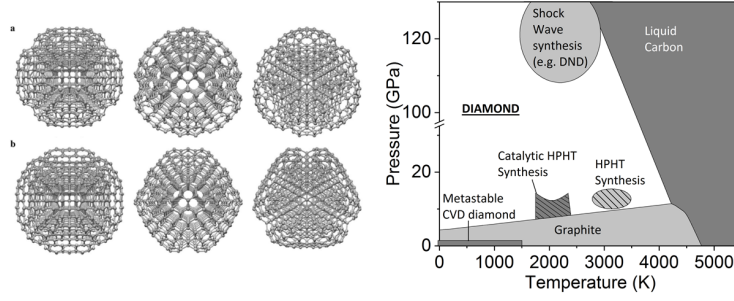 a
b
Shock
Wave
synthesis
(e.g. DND)
Liquid
Carbon
DIAMOND
Catalytic HPHT
Synthesis
HPHT
Synthesis
Metastable
CVD diamond
Graphite
Pressure (GPa)
120
100
20
0
0 1000 2000 3000 4000 5000
Temperature (K)